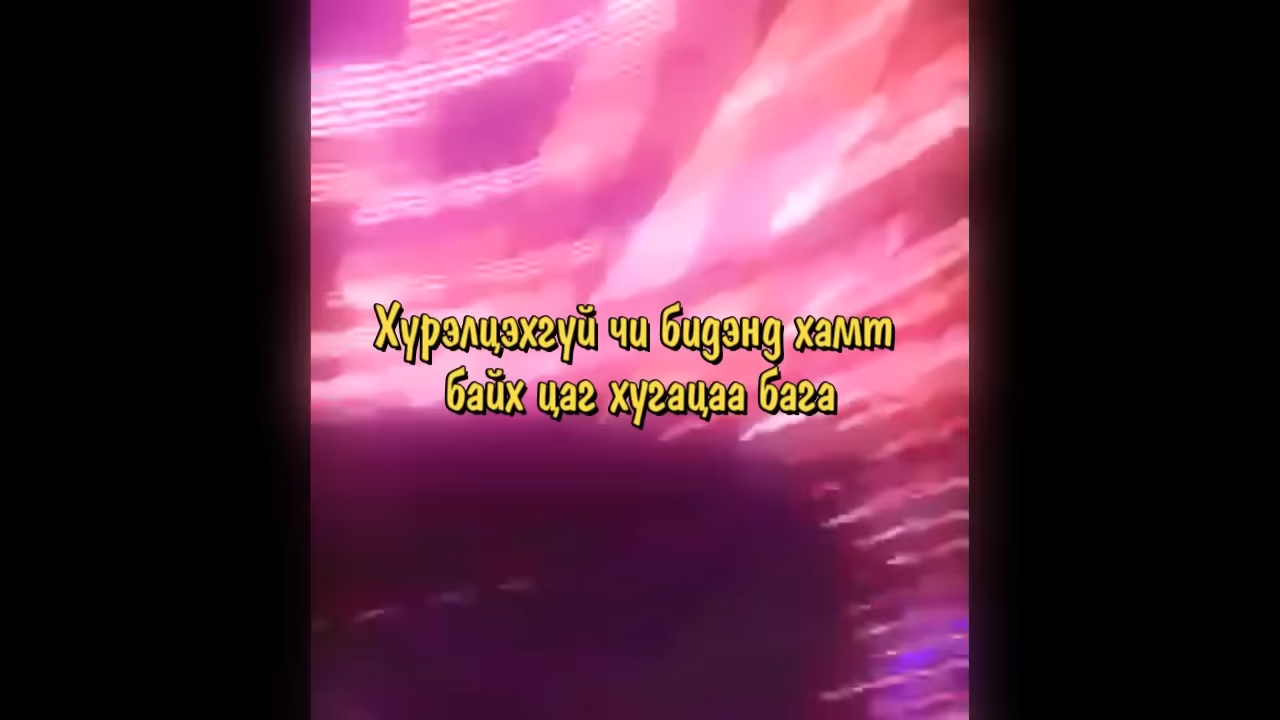 Хүрэлцэхгүй чи бидэнд хамт
байх цаг хугацаа бага